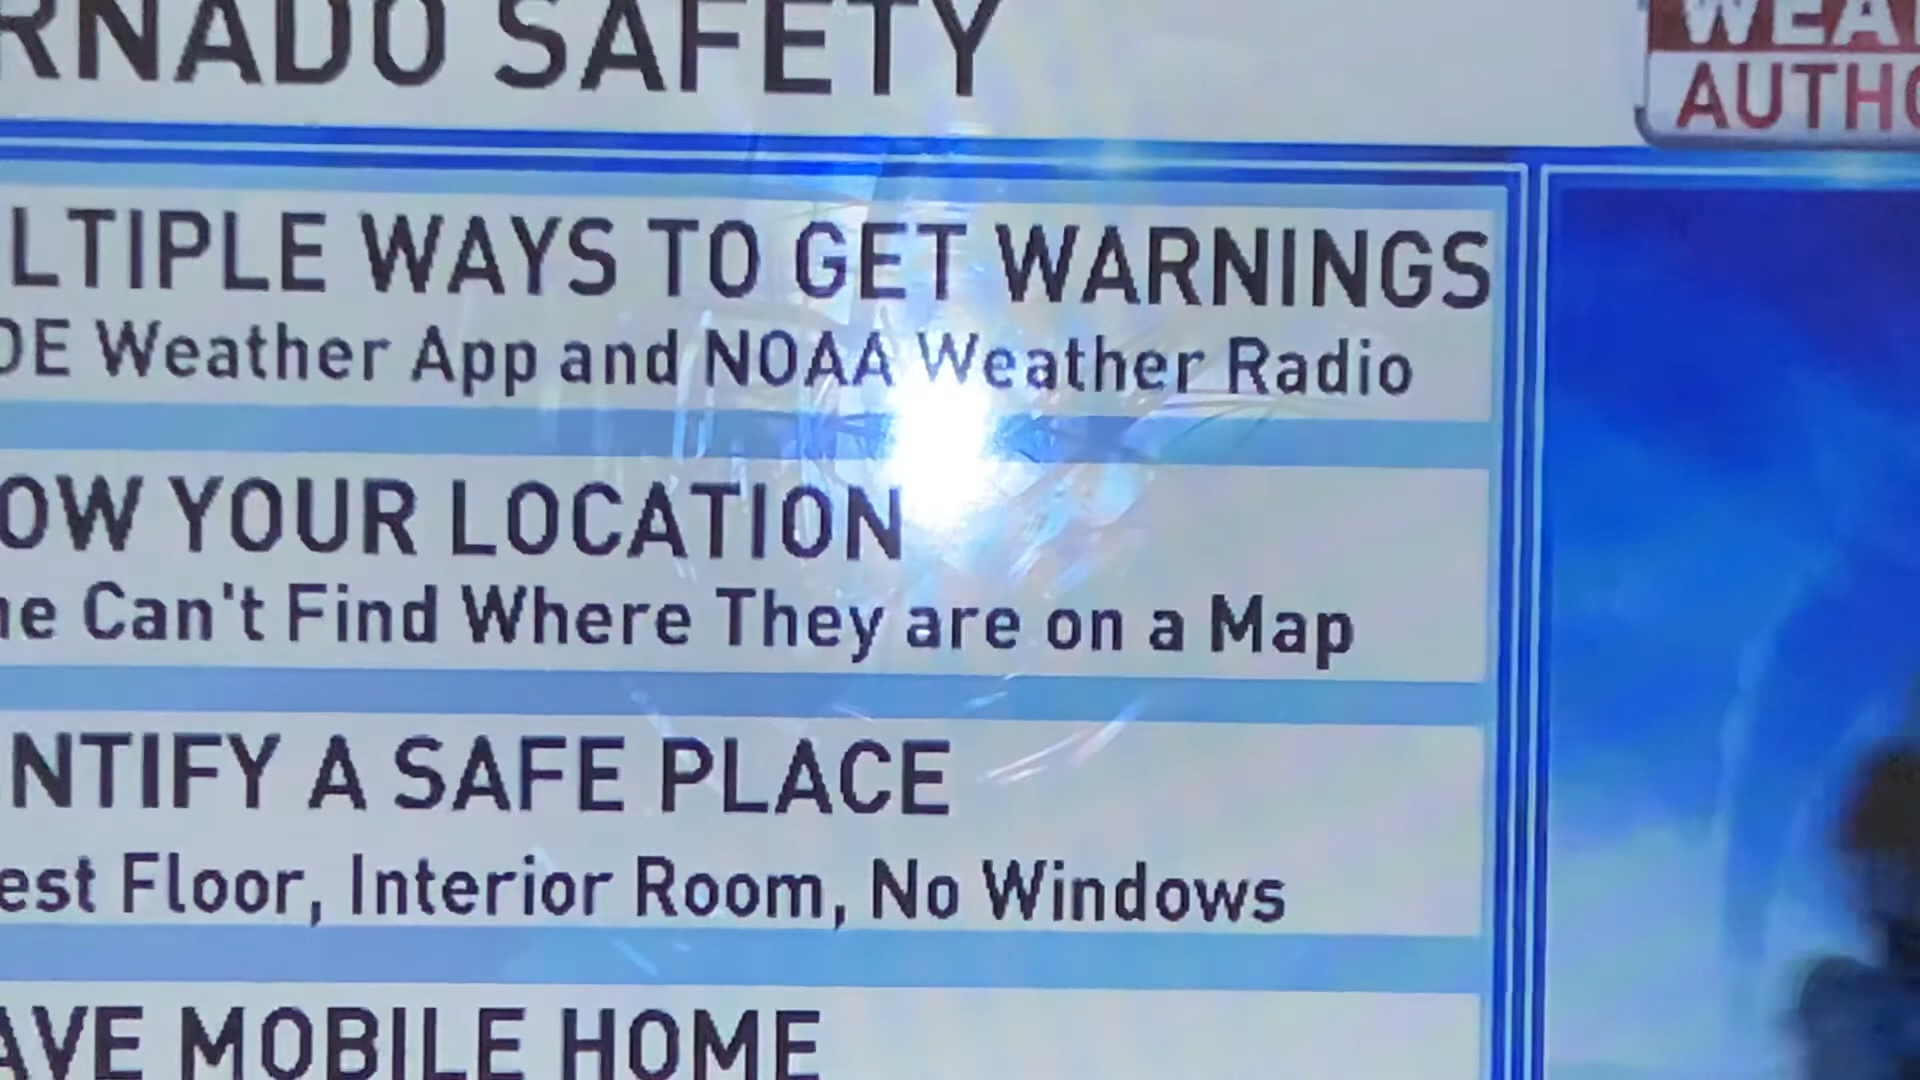 RNADO SAFETY
WEA
AUTHO
LTIPLE WAYS TO GET WARNINGS
DE Weather App and NOAA Weather Radio
OW YOUR LOCATION
ne Can't Find Where They are on a Map
NTIFY A SAFE PLACE
est Floor, Interior Room, No Windows
AVE MOBILE HOME